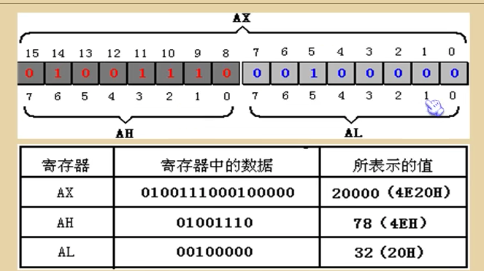 AX
15 14 13 12 11 10 9 8 7 6 5 4 3 2 1 0
0 1 0 0 1 1 1 0 0 0 1 0 0 0 0 0
7 6 5 4 3 2 1 0 7 6 5 4 3 2 1 0
AH AL
寄存器 寄存器中的数据 所表示的值
AX 0100111000100000 20000（4E20H）
AH 01001110 78（4EH）
AL 00100000 32（20H）